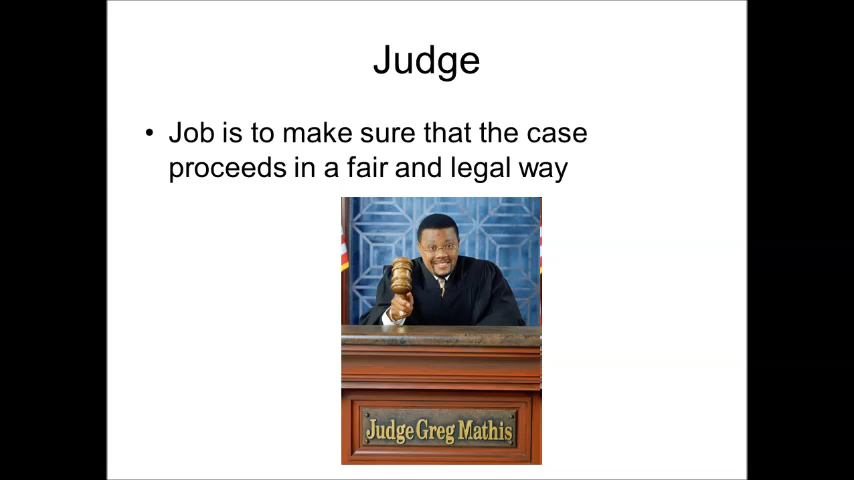 Judge
• Job is to make sure that the case
proceeds in a fair and legal way
Judge Greg Mathis